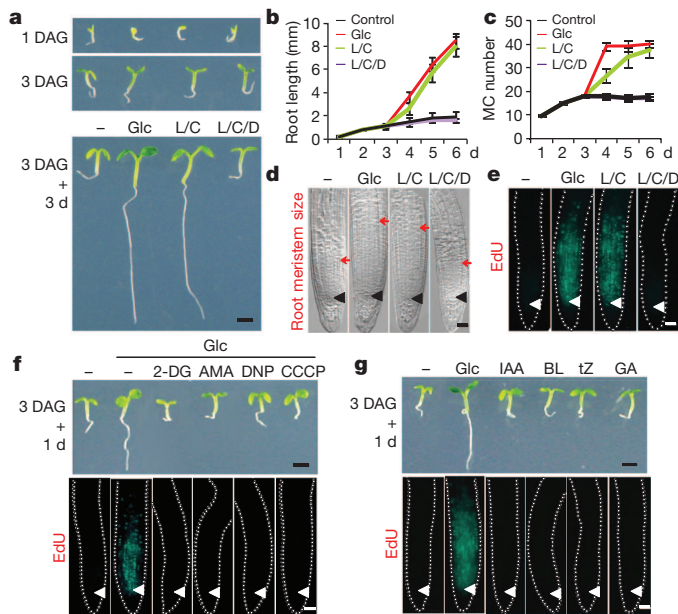 a
1 DAG
3 DAG
– Glc L/C L/C/D
3 DAG
+
3 d
b
Root length (mm)
10
8
6
4
2
0
1 2 3 4 5 6 d
Control
Glc
L/C
L/C/D
c
MC number
50
40
30
20
10
0
1 2 3 4 5 6 d
Control
Glc
L/C
L/C/D
d
– Glc L/C L/C/D
Root meristem size
e
– Glc L/C L/C/D
EdU
f
Glc
– – 2-DG AMA DNP CCCP
3 DAG
+
1 d
EdU
g
– Glc IAA BL tZ GA
3 DAG
+
1 d
EdU